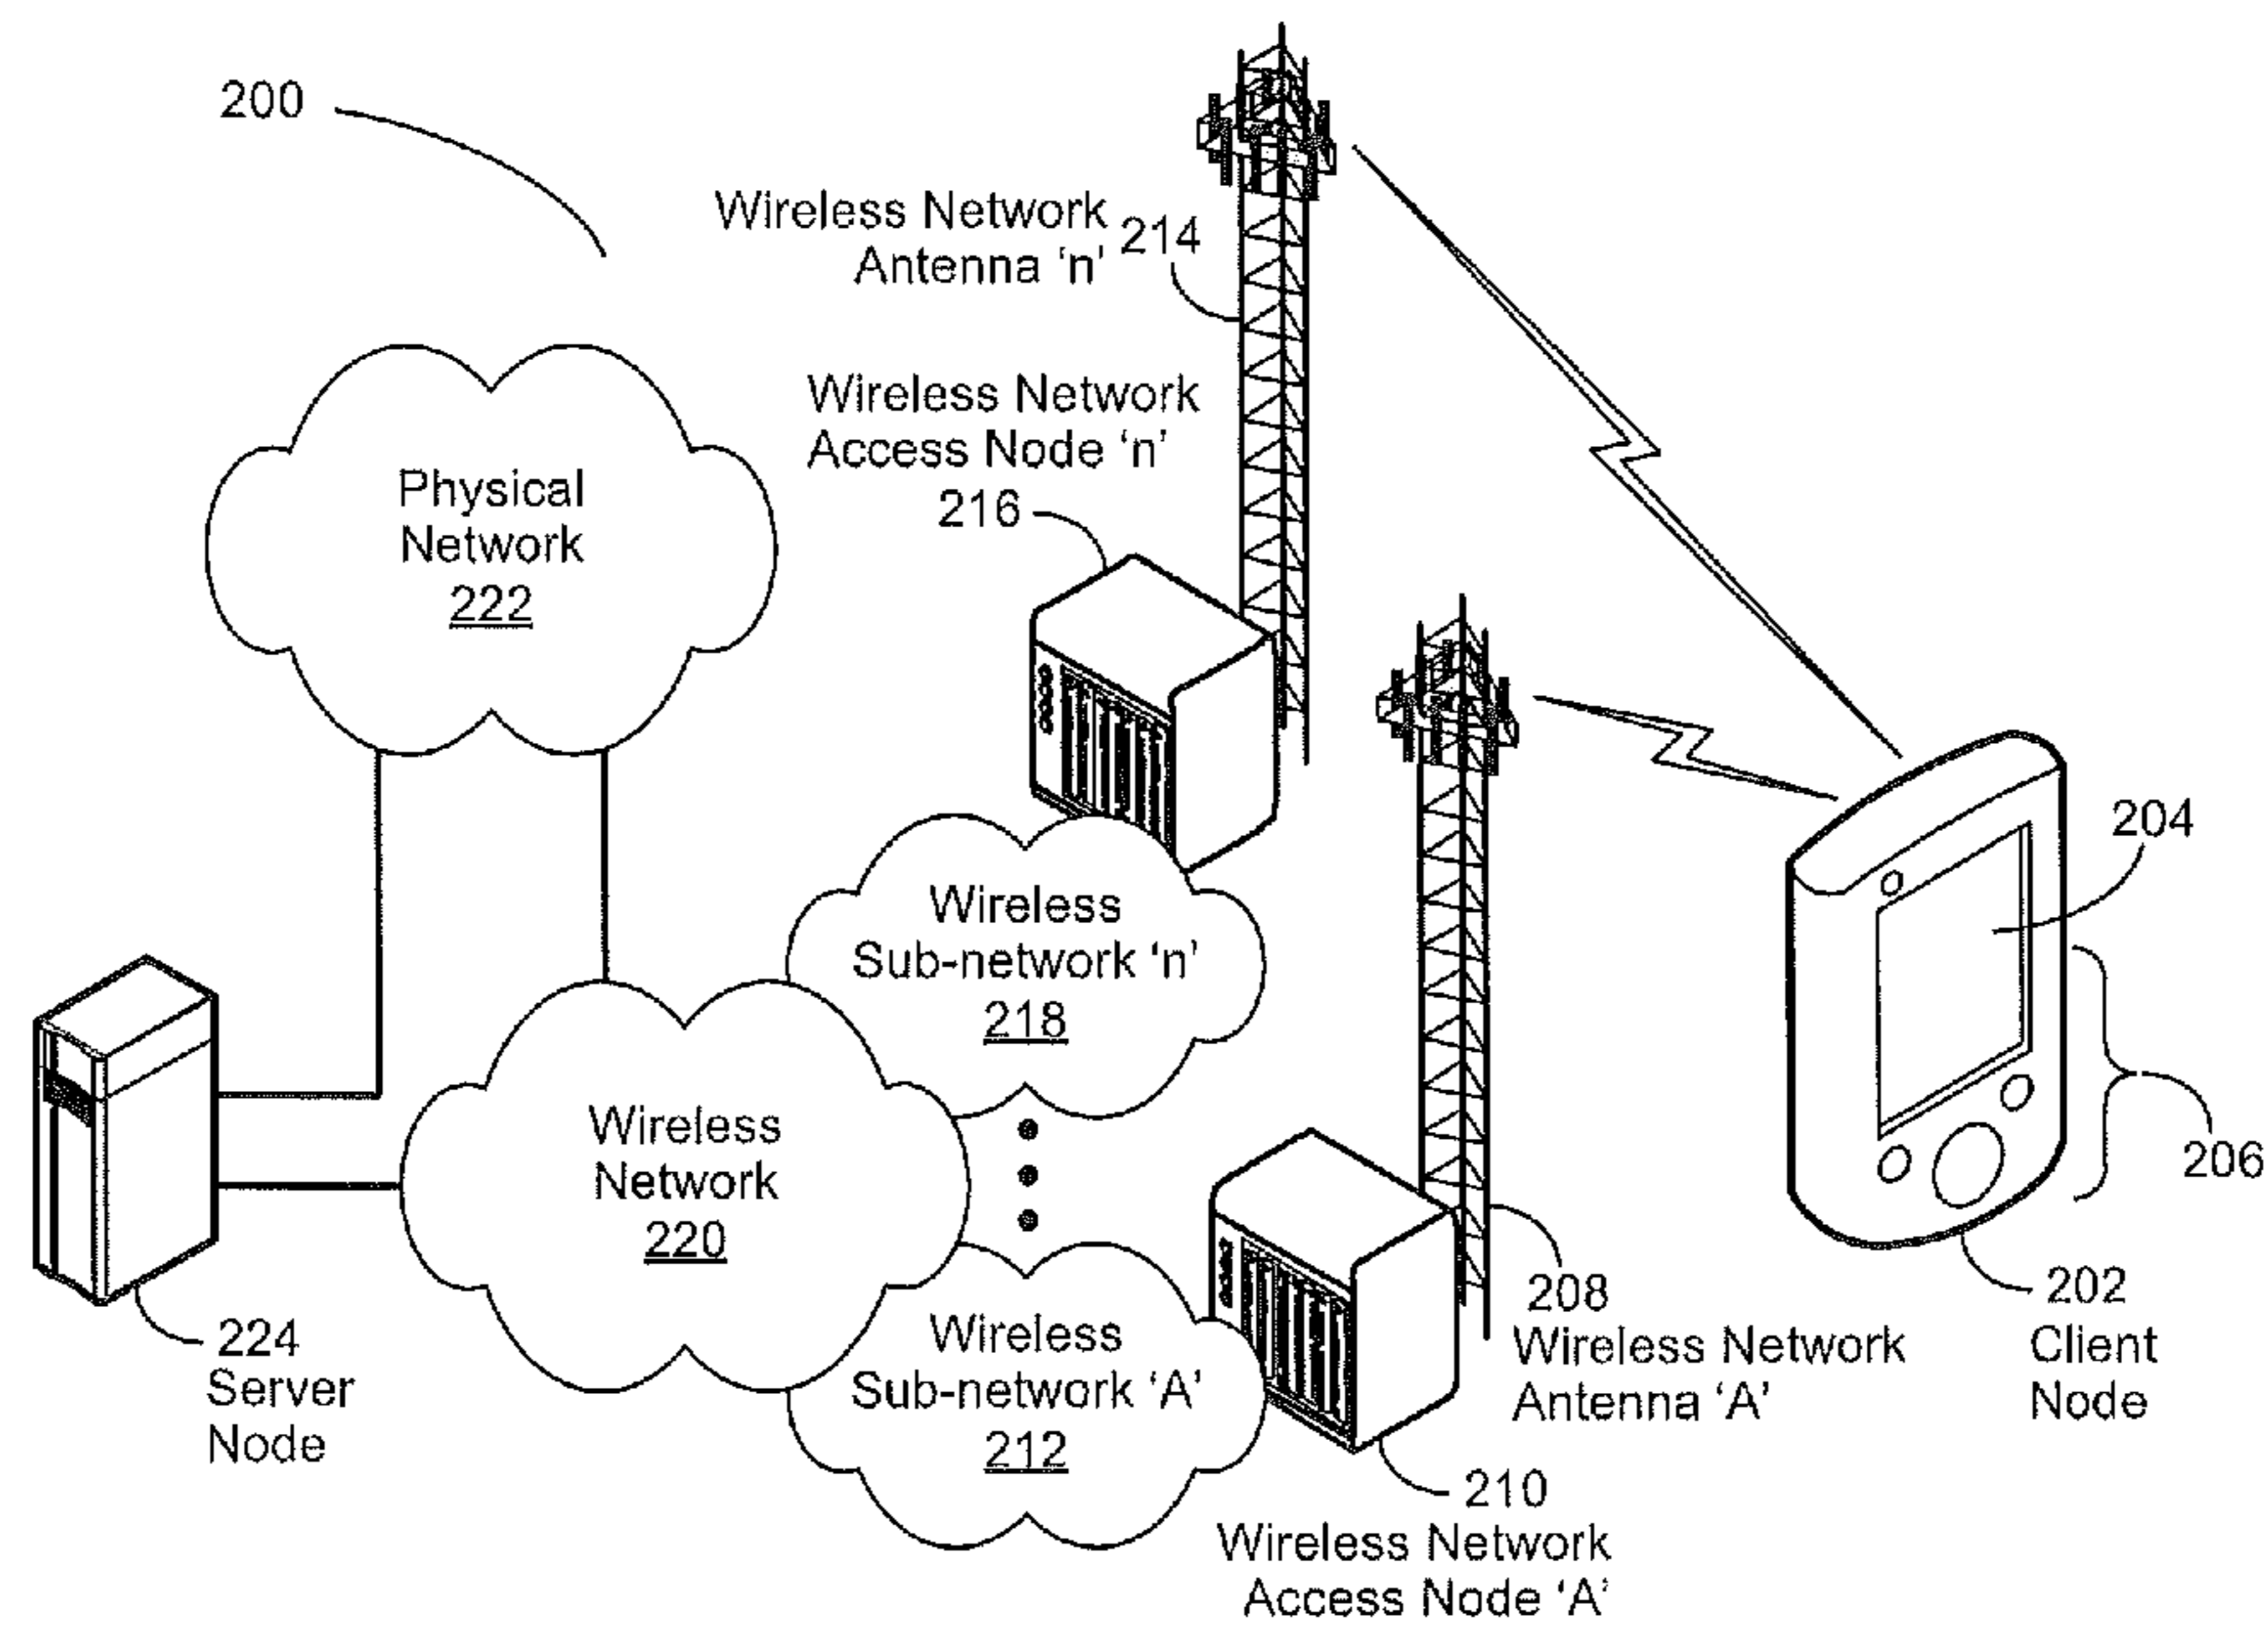 200
Wireless Network
Antenna 'n'
214
Wireless Network
Access Node 'n'
216
Physical
Network
222
204
Wireless
Sub-network 'n'
218
Wireless
Network
220
206
208
Wireless Network
Antenna 'A'
202
Client
Node
224
Server
Node
Wireless
Sub-network 'A'
212
210
Wireless Network
Access Node 'A'